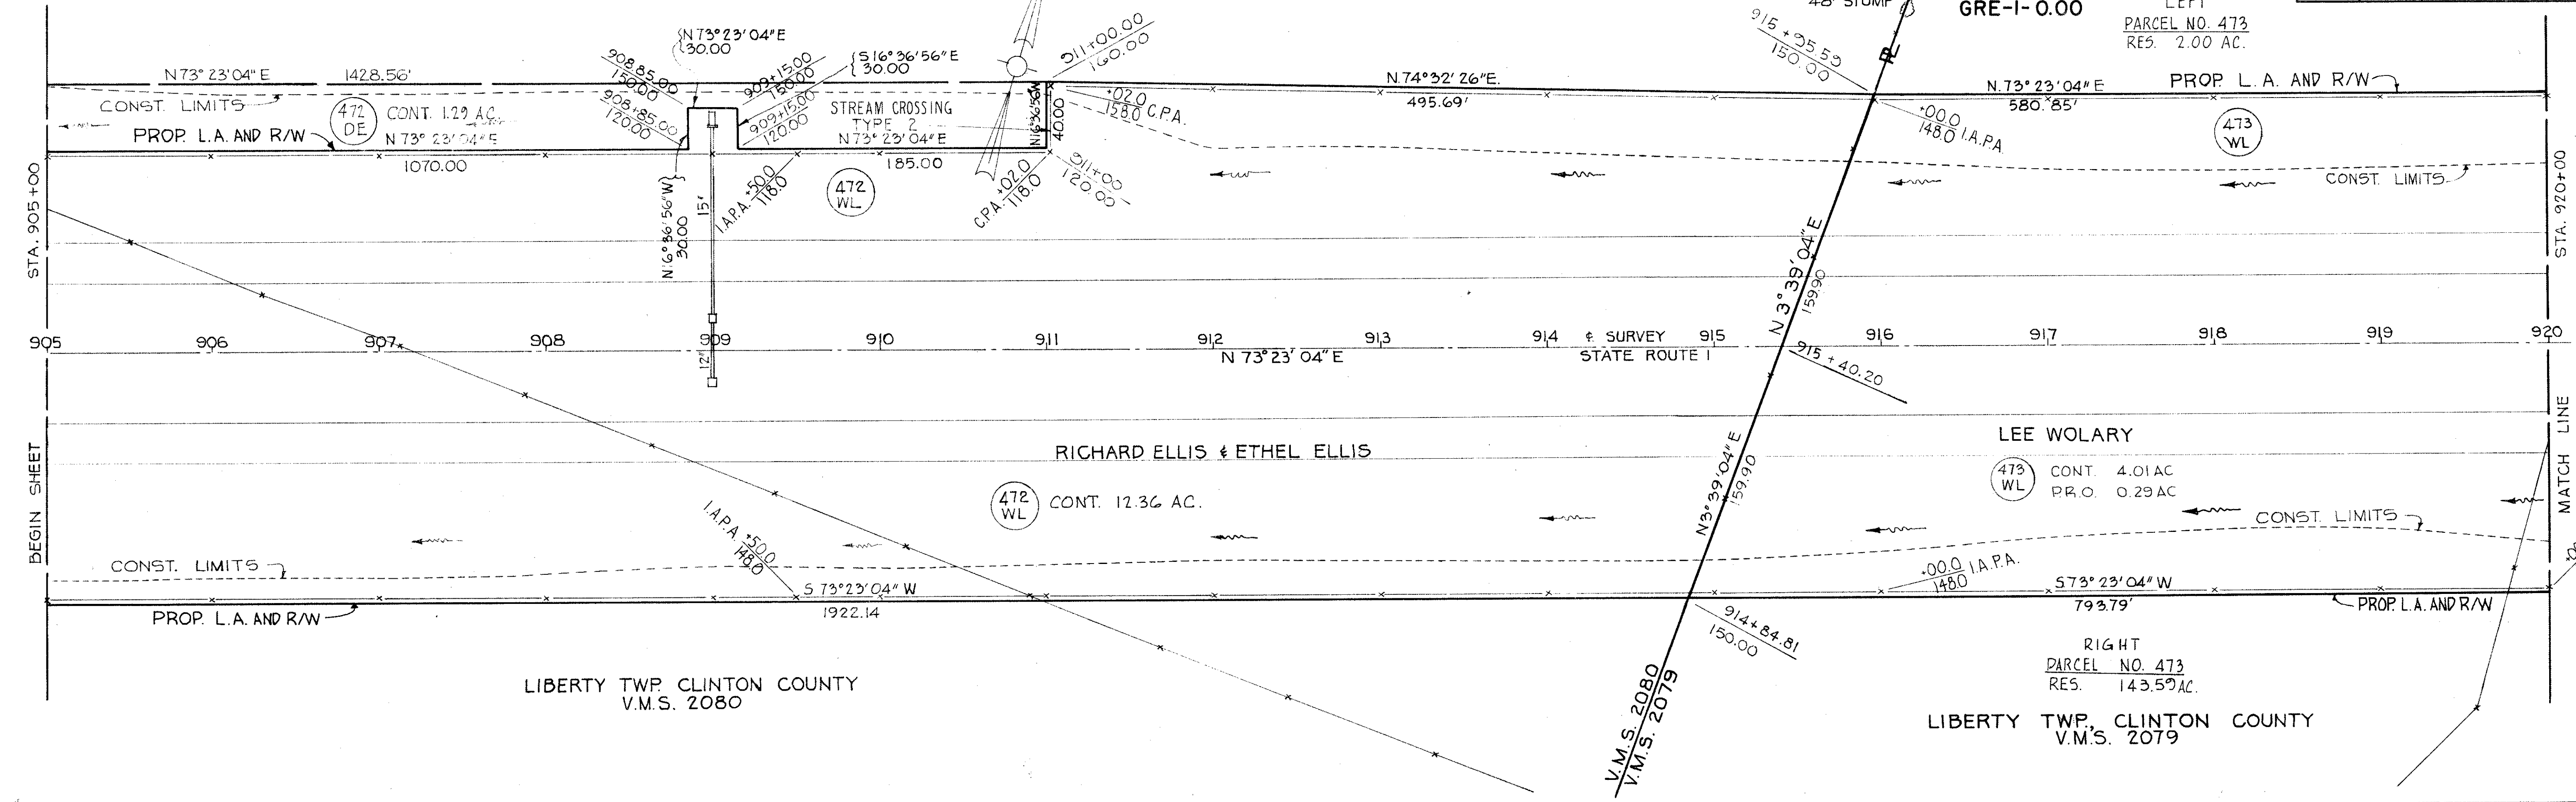 48" STUMP
GRE-1-0.00
LEFT
PARCEL NO. 473
RES. 2.00 AC.
N 73° 23' 04" E 1428.56'
CONST. LIMITS
472
DE
CONT. 1.29 AC.
PROP. L.A. AND R/W
N 73° 23' 04" E
1070.00
908+85.00
150.00
908+85.00
120.00
N 73° 23' 04" E
30.00
909+15.00
150.00
909+15.00
120.00
S 16° 36' 56" E
30.00
STREAM CROSSING
TYPE 2
N 73° 23' 04" E
185.00
N 16° 36' 56" W
40.00
911+00.00
160.00
+02.0
158.0 C.P.A.
911+00
120.00
C.P.A. +02.0
118.0
I.A.P.A. +50.0
118.0
472
WL
N 16° 36' 56" W
30.00
15"
12"
N. 74° 32' 26" E.
495.69'
915 + 95.59
150.00
PL
+00.0
148.0 I.A.P.A.
N. 73° 23' 04" E
580.85'
PROP. L.A. AND R/W
473
WL
CONST. LIMITS
STA. 905+00
STA. 920+00
N 3° 39' 04" E
159.90
905 906 907 908 909 910 911 912 913 914 915 916 917 918 919 920
℄ SURVEY
STATE ROUTE 1
N 73° 23' 04" E
915 + 40.20
RICHARD ELLIS & ETHEL ELLIS
LEE WOLARY
473
WL
CONT. 4.01 AC
P.R.O. 0.29 AC
472
WL
CONT. 12.36 AC.
N 3° 39' 04" E
159.90
BEGIN SHEET
MATCH LINE
CONST. LIMITS
I.A.P.A. +50.0
148.0
CONST. LIMITS
+00.0
148.0 I.A.P.A.
S 73° 23' 04" W
1922.14
S 73° 23' 04" W
793.79'
PROP. L.A. AND R/W
PROP. L.A. AND R/W
914+84.81
150.00
RIGHT
PARCEL NO. 473
RES. 143.59 AC.
LIBERTY TWP. CLINTON COUNTY
V.M.S. 2080
V.M.S. 2080
V.M.S. 2079
LIBERTY TWP., CLINTON COUNTY
V.M.S. 2079